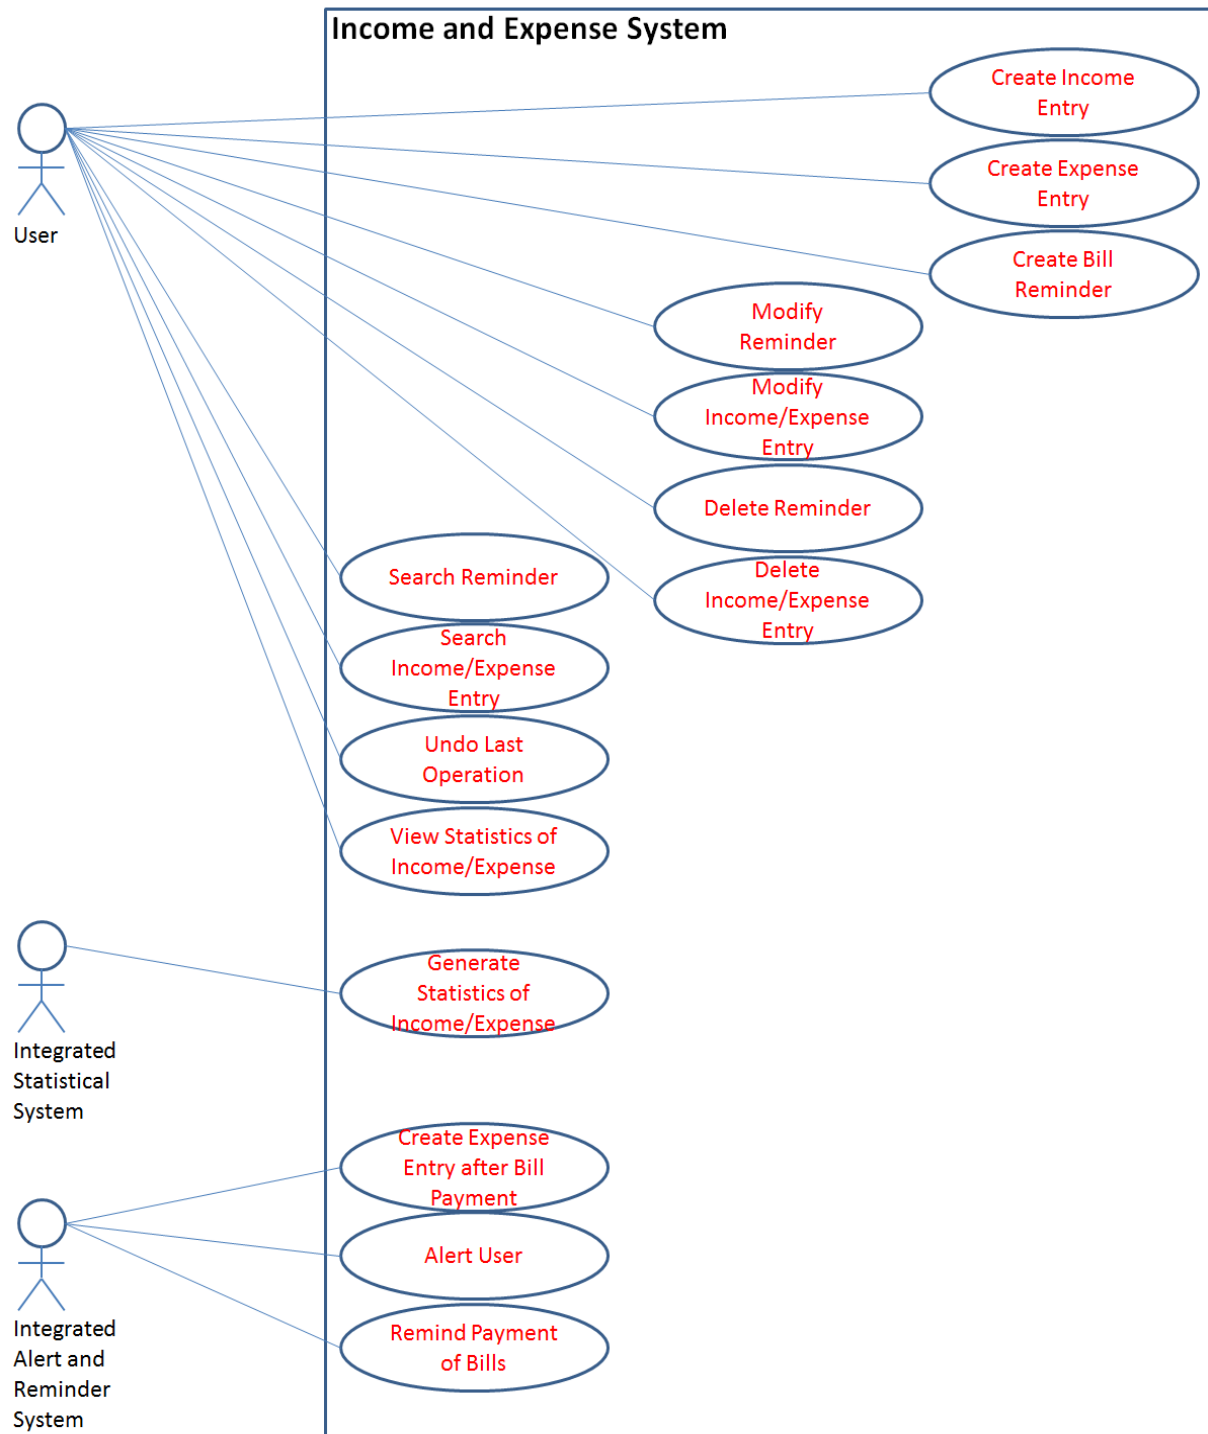 Income and Expense System
Create Income
Entry
Create Expense
Entry
User
Create Bill
Reminder
Modify
Reminder
Modify
Income/Expense
Entry
Delete Reminder
Search Reminder
Delete
Income/Expense
Entry
Search
Income/Expense
Entry
Undo Last
Operation
View Statistics of
Income/Expense
Generate
Statistics of
Income/Expense
Integrated
Statistical
System
Create Expense
Entry after Bill
Payment
Alert User
Remind Payment
of Bills
Integrated
Alert and
Reminder
System